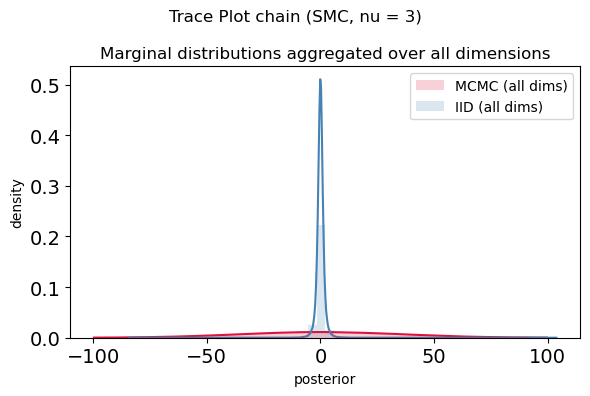 Trace Plot chain (SMC, nu = 3)
Marginal distributions aggregated over all dimensions
MCMC (all dims)
IID (all dims)
density
0.5
0.4
0.3
0.2
0.1
0.0
−100
−50
0
50
100
posterior